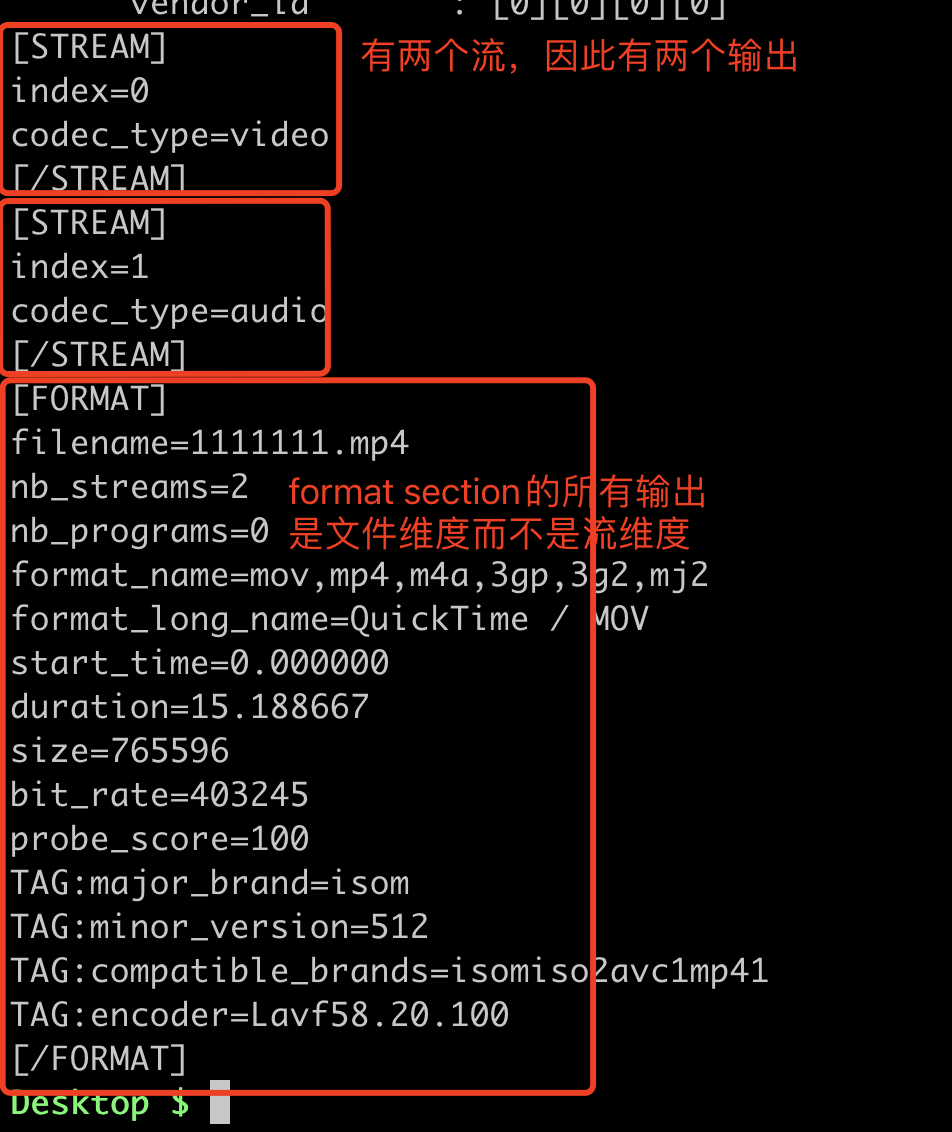 vendor_id : [0][0][0][0]
[STREAM]
有两个流，因此有两个输出
index=0
codec_type=video
[/STREAM]
[STREAM]
index=1
codec_type=audio
[/STREAM]
[FORMAT]
filename=1111111.mp4
nb_streams=2
format section的所有输出
nb_programs=0
是文件维度而不是流维度
format_name=mov,mp4,m4a,3gp,3g2,mj2
format_long_name=QuickTime / MOV
start_time=0.000000
duration=15.188667
size=765596
bit_rate=403245
probe_score=100
TAG:major_brand=isom
TAG:minor_version=512
TAG:compatible_brands=isomiso2avc1mp41
TAG:encoder=Lavf58.20.100
[/FORMAT]
Desktop $